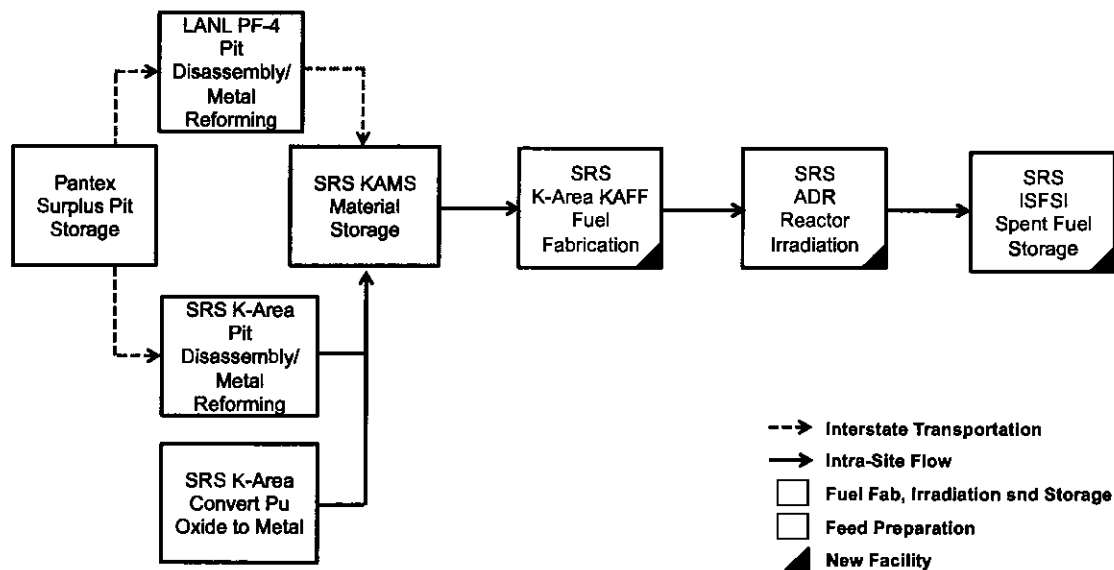 LANL PF-4
Pit
Disassembly/
Metal
Reforming
Pantex
Surplus Pit
Storage
SRS KAMS
Material
Storage
SRS
K-Area KAFF
Fuel
Fabrication
SRS
ADR
Reactor
Irradiation
SRS
ISFSI
Spent Fuel
Storage
SRS K-Area
Pit
Disassembly/
Metal
Reforming
SRS K-Area
Convert Pu
Oxide to Metal
Interstate Transportation
Intra-Site Flow
Fuel Fab, Irradiation snd Storage
Feed Preparation
New Facility